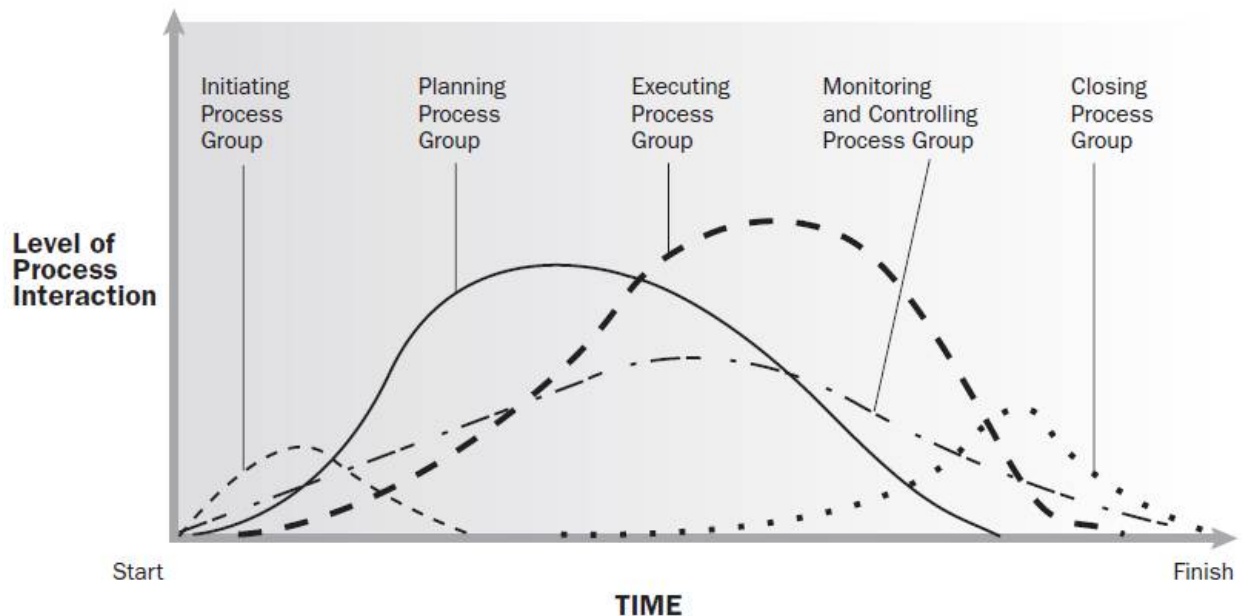 Initiating
Process
Group
Planning
Process
Group
Executing
Process
Group
Monitoring
and Controlling
Process Group
Closing
Process
Group
Level of
Process
Interaction
Start
Finish
TIME